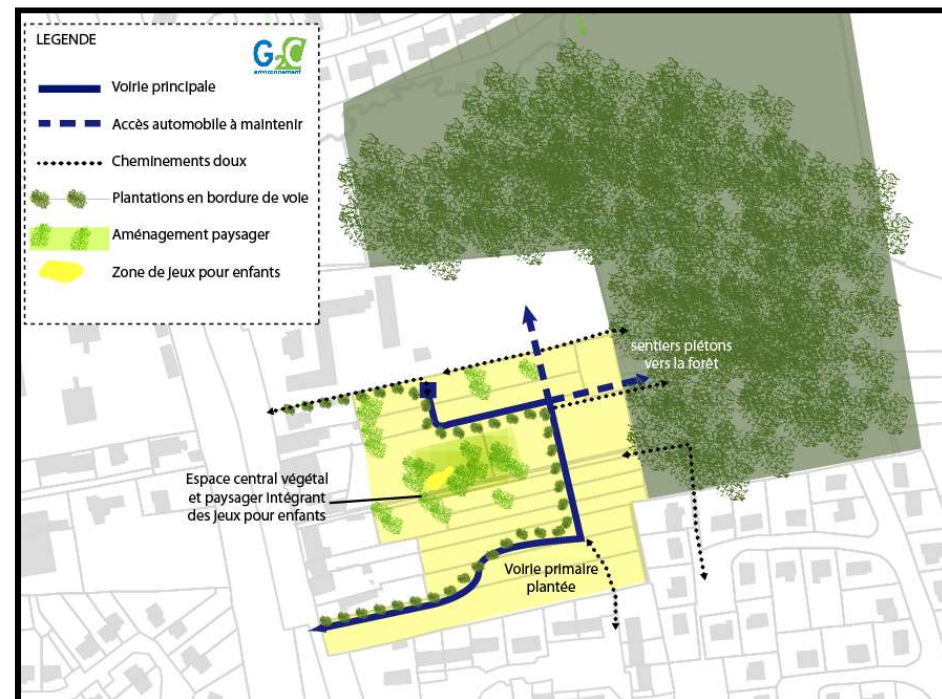 LEGENDE
G2C
environnement
Voirie principale
Accès automobile à maintenir
Cheminements doux
Plantations en bordure de voie
Aménagement paysager
Zone de jeux pour enfants
sentiers piétons
vers la forêt
Espace central végétal
et paysager intégrant
des jeux pour enfants
Voirie primaire
plantée